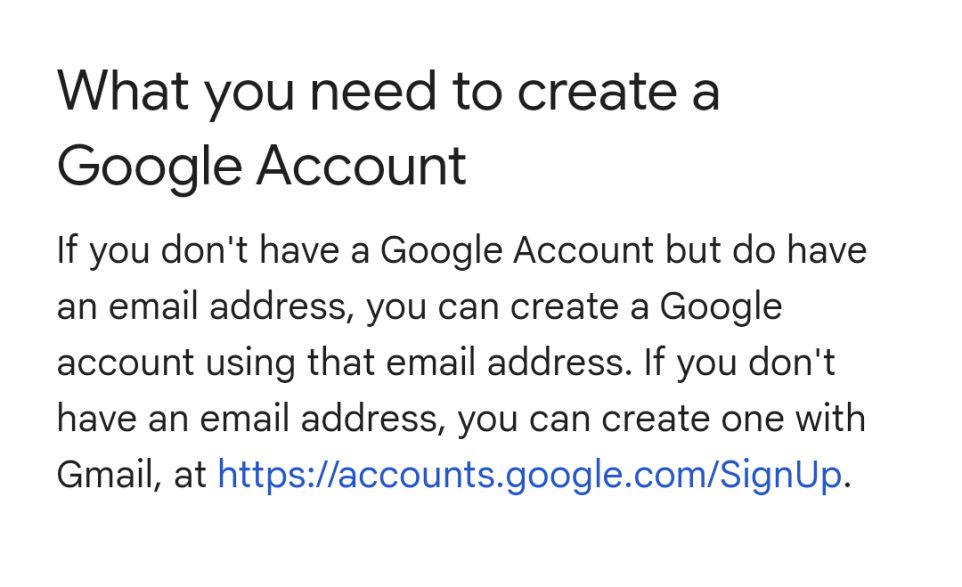 What you need to create a
Google Account
If you don't have a Google Account but do have
an email address, you can create a Google
account using that email address. If you don't
have an email address, you can create one with
Gmail, at https://accounts.google.com/SignUp.